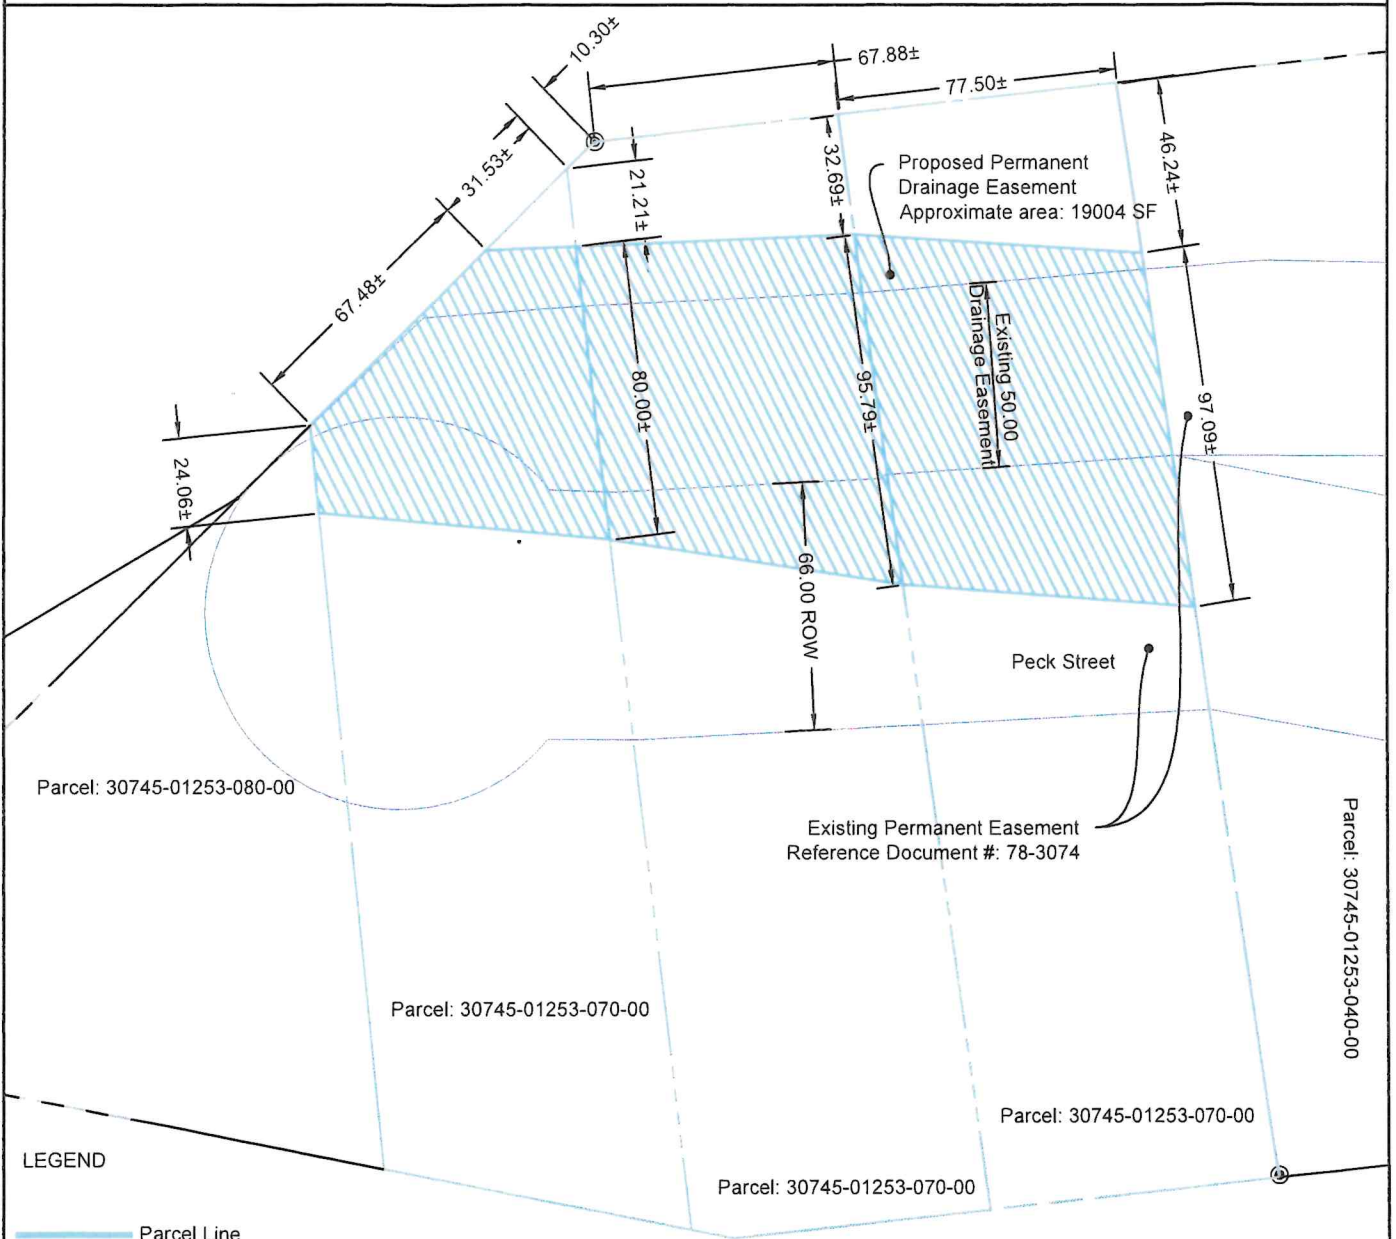 10.30±
67.88±
77.50±
31.53±
21.21±
32.69±
46.24±
Proposed Permanent
Drainage Easement
Approximate area: 19004 SF
67.48±
Existing 50.00
Drainage Easement
80.00±
95.79±
97.09±
24.06±
66.00 ROW
Peck Street
Parcel: 30745-01253-080-00
Existing Permanent Easement
Reference Document #: 78-3074
Parcel: 30745-01253-040-00
Parcel: 30745-01253-070-00
Parcel: 30745-01253-070-00
Parcel: 30745-01253-070-00
LEGEND
Parcel Line